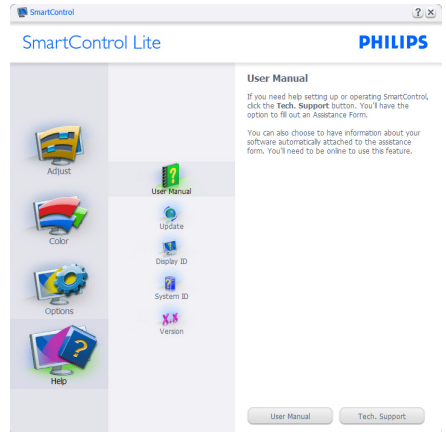 SmartControl
SmartControl Lite
PHILIPS
Adjust
Color
Options
Help
User Manual
Update
Display ID
System ID
X.X
Version
User Manual
If you need help setting up or operating SmartControl,
click the Tech. Support button. You'll have the
option to fill out an Assistance Form.
You can also choose to have information about your
software automatically attached to the assistance
form. You'll need to be online to use this feature.
User Manual
Tech. Support